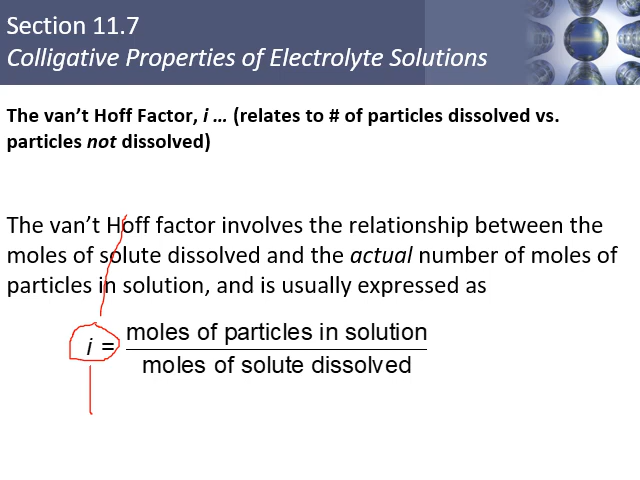 Section 11.7
Colligative Properties of Electrolyte Solutions
The van’t Hoff Factor, i … (relates to # of particles dissolved vs.
particles not dissolved)
The van’t Hoff factor involves the relationship between the
moles of solute dissolved and the actual number of moles of
particles in solution, and is usually expressed as
moles of particles in solution
i =
moles of solute dissolved